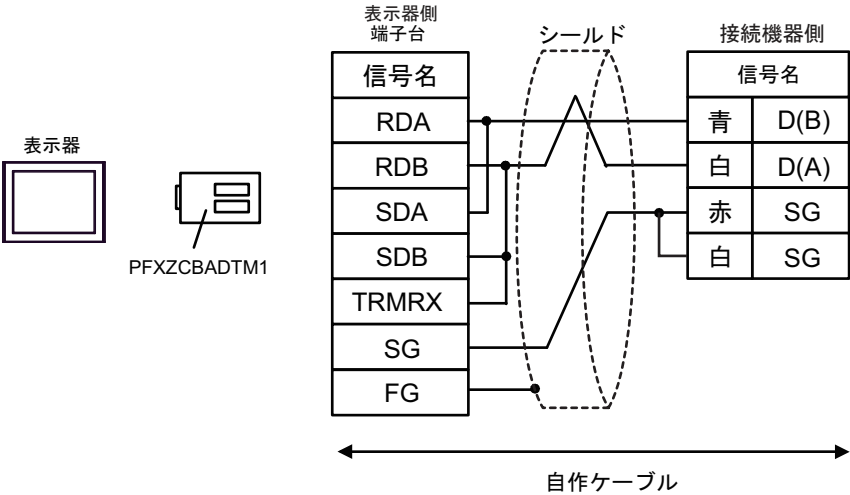 表示器
PFXZCBADTM1
表示器側
端子台
信号名
RDA
RDB
SDA
SDB
TRMRX
SG
FG
シールド
接続機器側
信号名
青 D(B)
白 D(A)
赤 SG
白 SG
自作ケーブル